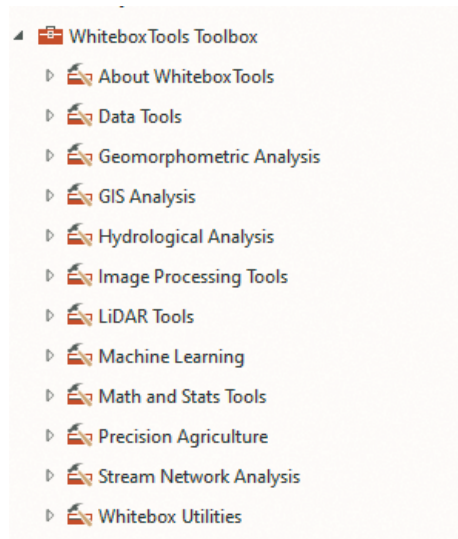 WhiteboxTools Toolbox
About WhiteboxTools
Data Tools
Geomorphometric Analysis
GIS Analysis
Hydrological Analysis
Image Processing Tools
LiDAR Tools
Machine Learning
Math and Stats Tools
Precision Agriculture
Stream Network Analysis
Whitebox Utilities